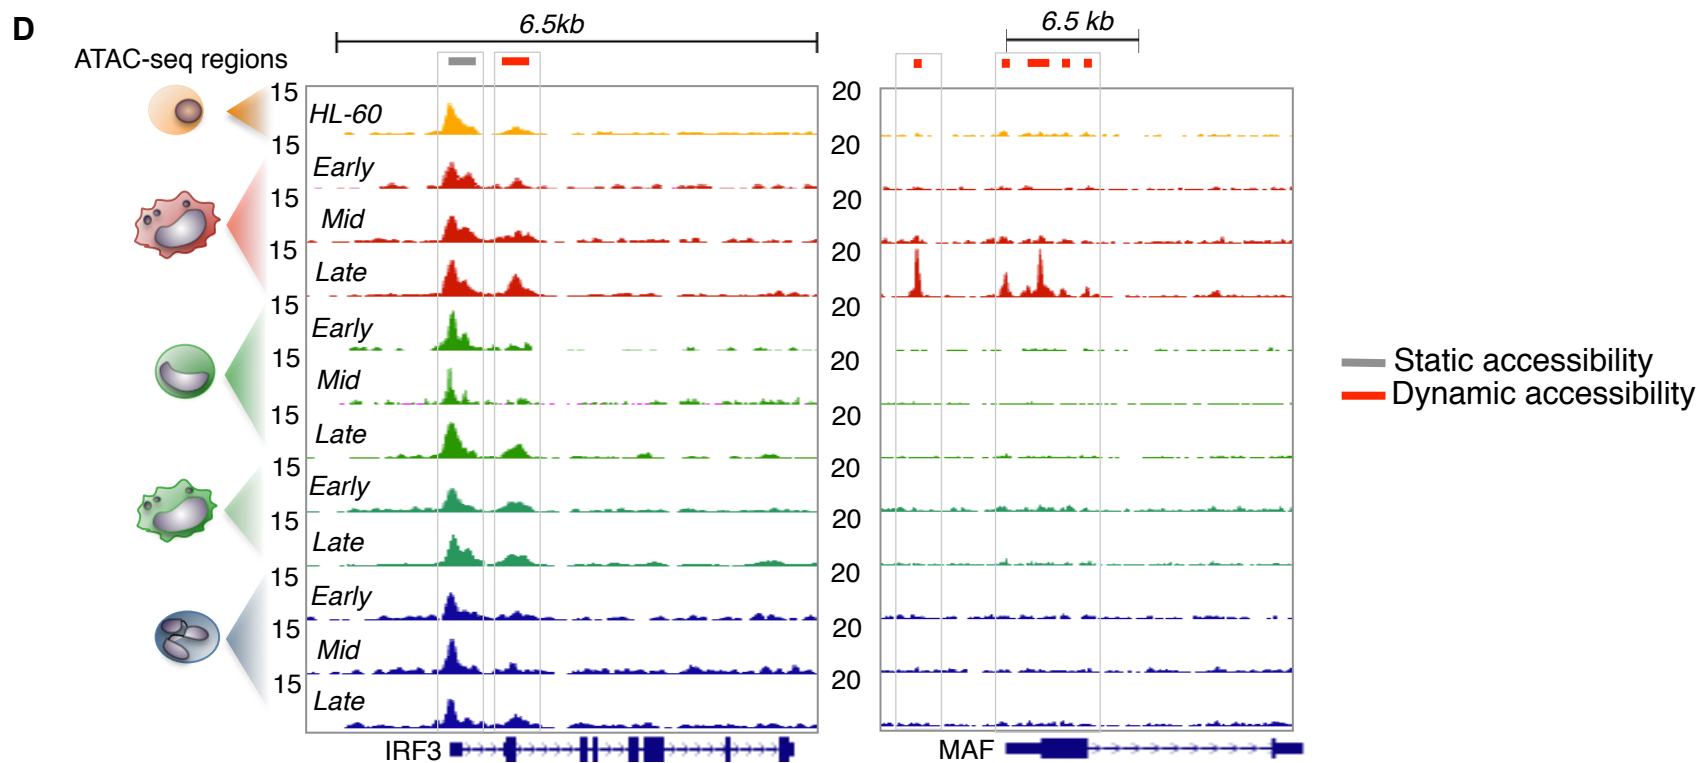 D
6.5kb
6.5 kb
ATAC-seq regions
15 HL-60 20
15 Early 20
15 Mid 20
15 Late 20
15 Early 20
15 Mid 20
15 Late 20
15 Early 20
15 Late 20
15 Early 20
15 Mid 20
15 Late 20
Static accessibility
Dynamic accessibility
IRF3
MAF